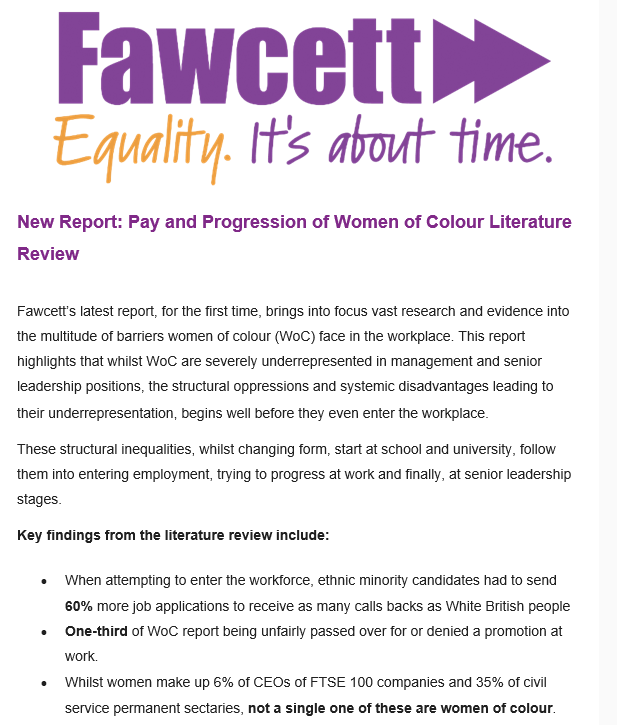 Fawcett
Equality. It's about time.
New Report: Pay and Progression of Women of Colour Literature
Review
Fawcett's latest report, for the first time, brings into focus vast research and evidence into
the multitude of barriers women of colour (WoC) face in the workplace. This report
highlights that whilst WoC are severely underrepresented in management and senior
leadership positions, the structural oppressions and systemic disadvantages leading to
their underrepresentation, begins well before they even enter the workplace.
These structural inequalities, whilst changing form, start at school and university, follow
them into entering employment, trying to progress at work and finally, at senior leadership
stages.
Key findings from the literature review include:
• When attempting to enter the workforce, ethnic minority candidates had to send
60% more job applications to receive as many calls backs as White British people
• One-third of WoC report being unfairly passed over for or denied a promotion at
work.
• Whilst women make up 6% of CEOs of FTSE 100 companies and 35% of civil
service permanent sectaries, not a single one of these are women of colour.